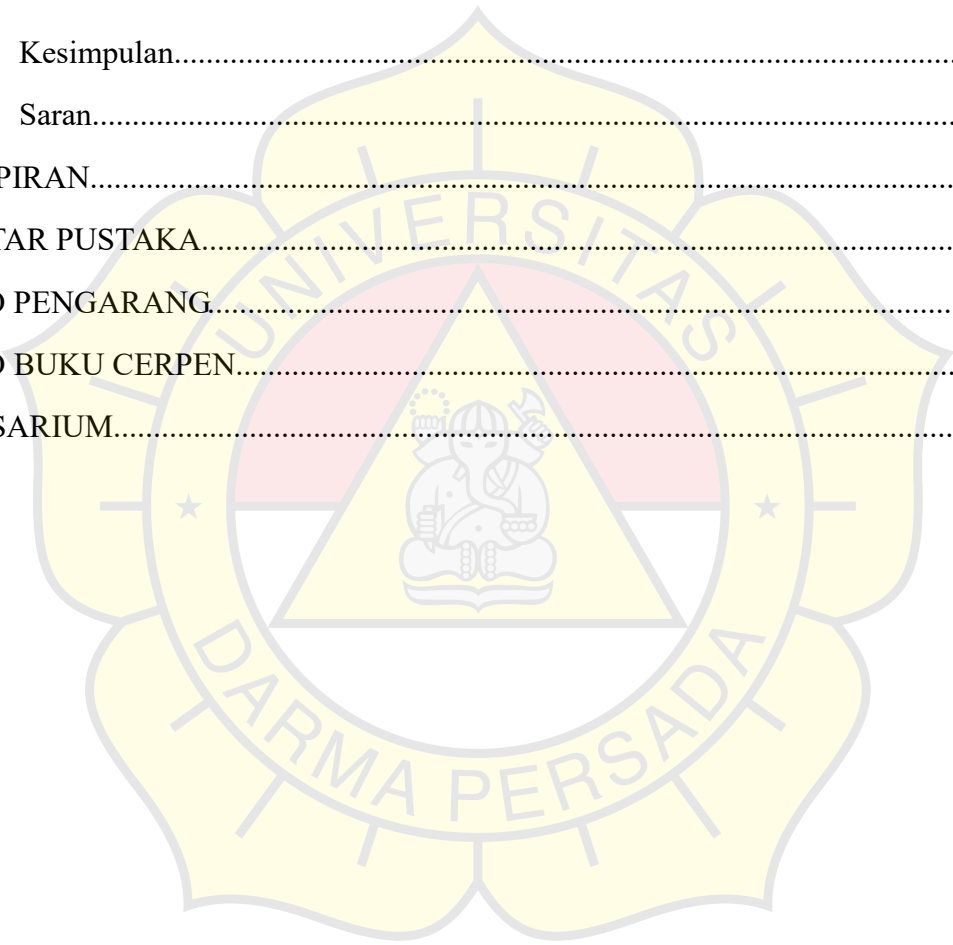 Kesimpulan
Saran
PIRAN
TAR PUSTAKA
PENGARANG
BUKU CERPEN
SARIUM
UNIVERSITAS
DARMA PERSADA